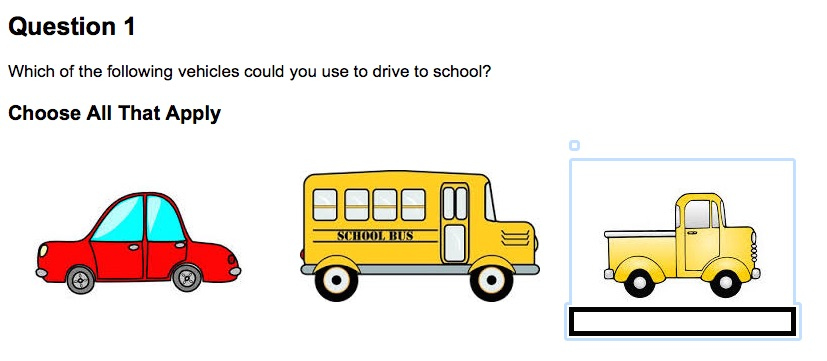 Question 1
Which of the following vehicles could you use to drive to school?
Choose All That Apply
SCHOOL BUS